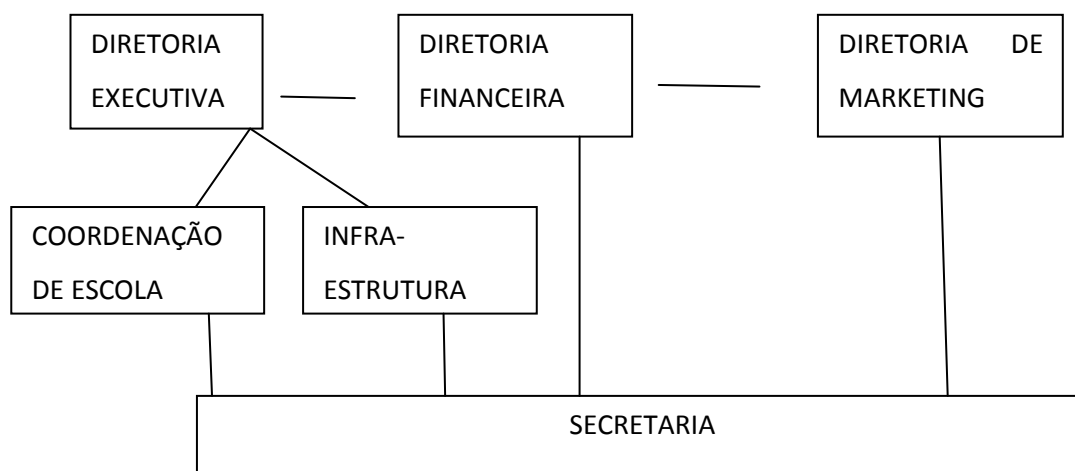 DIRETORIA
EXECUTIVA
DIRETORIA
FINANCEIRA
DIRETORIA DE
MARKETING
COORDENAÇÃO
DE ESCOLA
INFRA-
ESTRUTURA
SECRETARIA